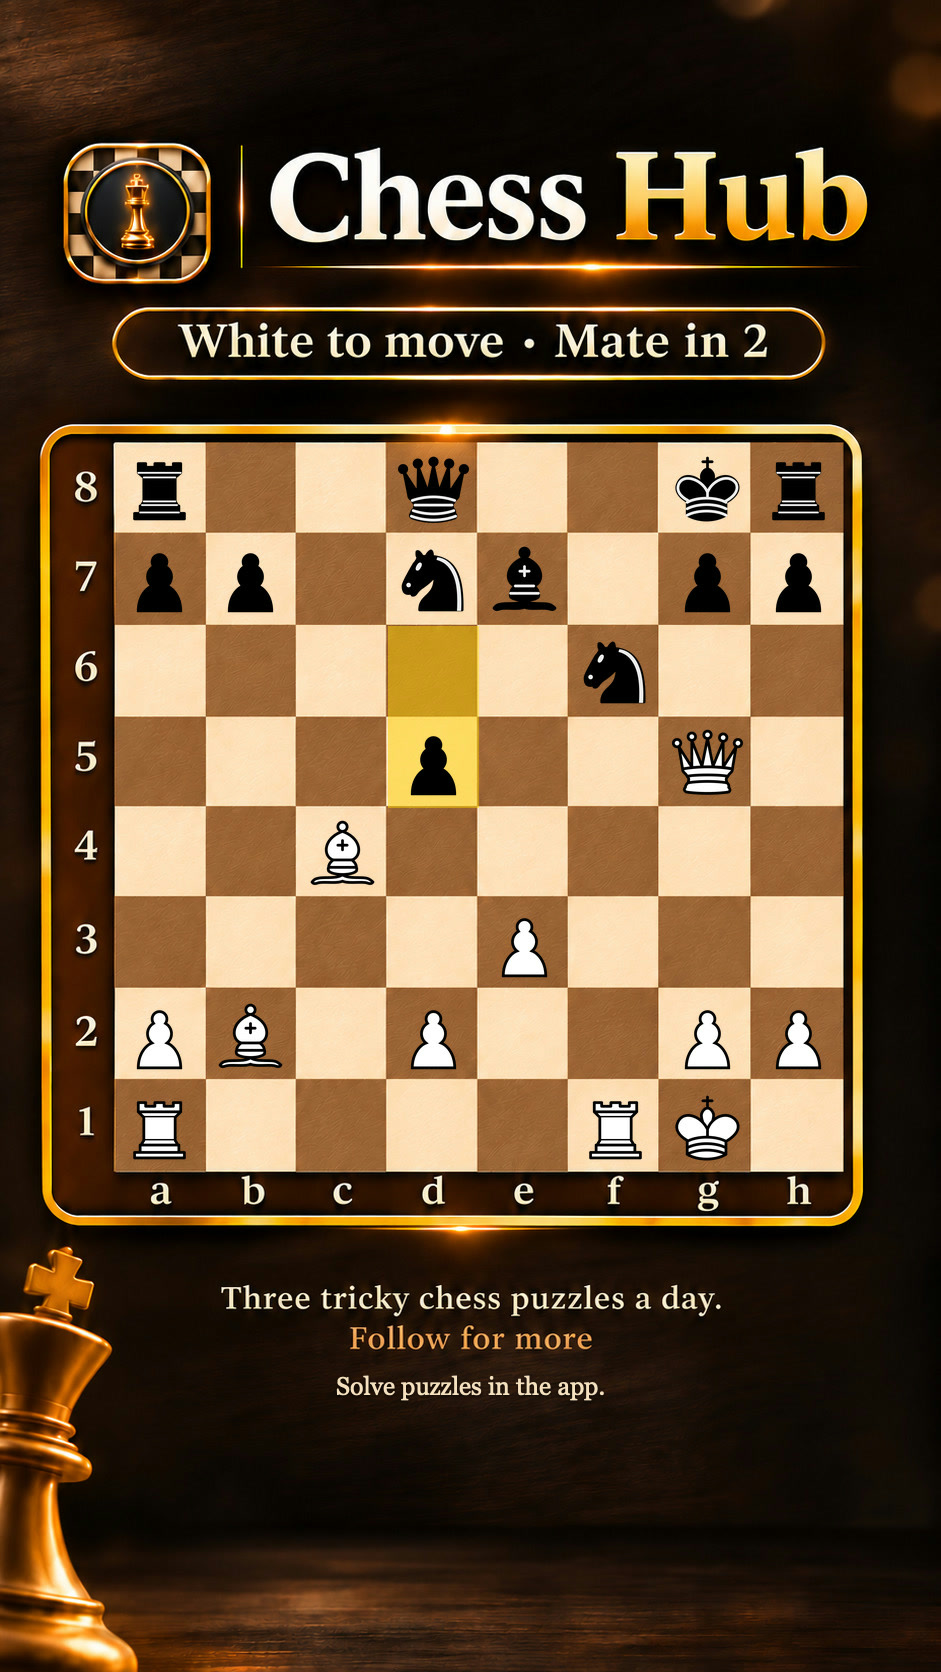 Chess Hub
White to move • Mate in 2
8
7
6
5
4
3
2
1
a b c d e f g h
Three tricky chess puzzles a day.
Follow for more
Solve puzzles in the app.